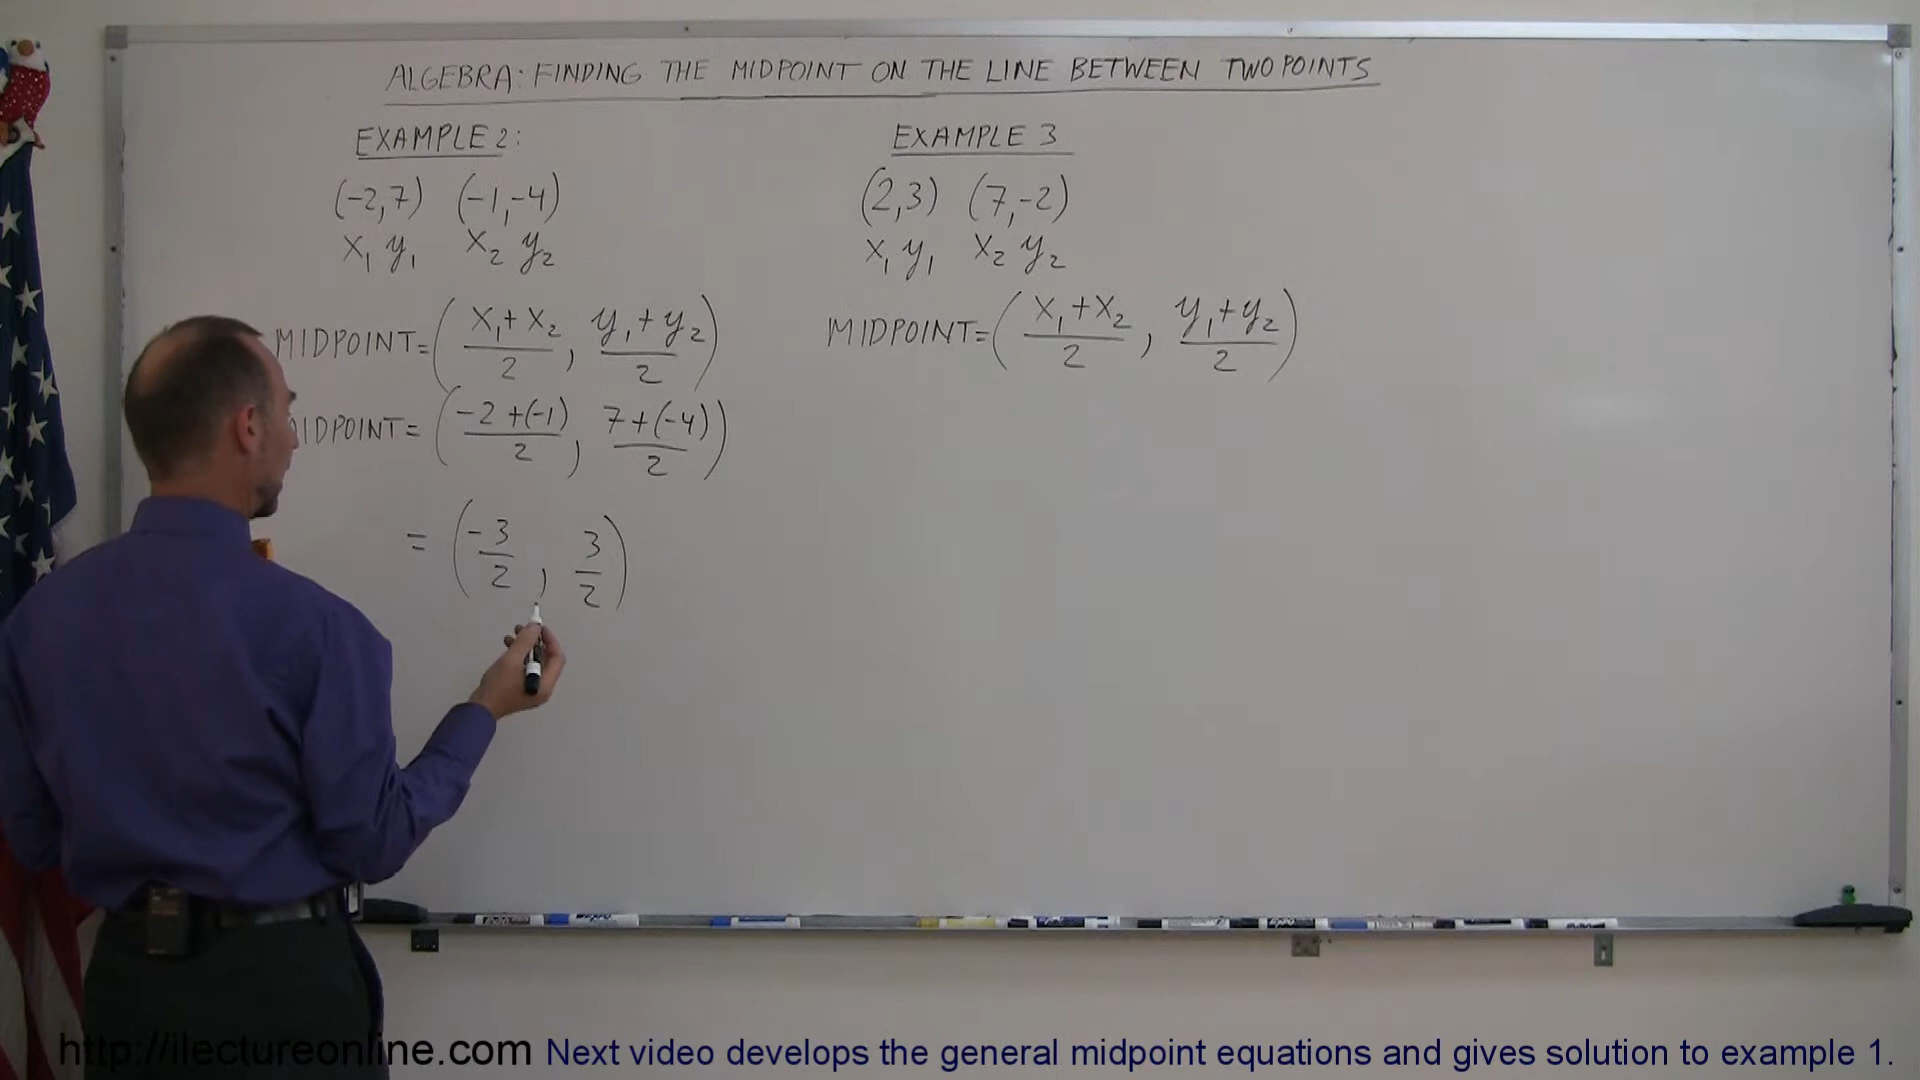 ALGEBRA: FINDING THE MIDPOINT ON THE LINE BETWEEN TWO POINTS
EXAMPLE 2:
(-2,7) (-1,-4)
x₁ y₁ x₂ y₂
MIDPOINT = ( (x₁ + x₂)/2 , (y₁ + y₂)/2 )
MIDPOINT = ( (-2 + (-1))/2 , (7 + (-4))/2 )
= ( -3/2 , 3/2 )
EXAMPLE 3
(2,3) (7,-2)
x₁ y₁ x₂ y₂
MIDPOINT = ( (x₁ + x₂)/2 , (y₁ + y₂)/2 )
http://ilectureonline.com Next video develops the general midpoint equations and gives solution to example 1.